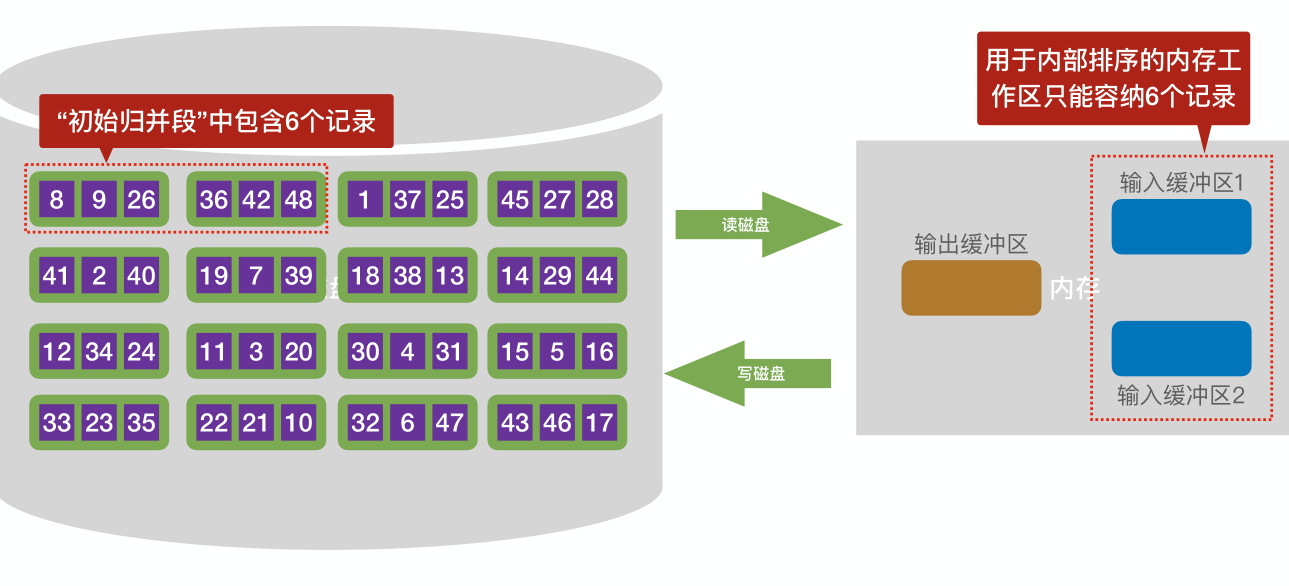 用于内部排序的内存工
作区只能容纳6个记录
“初始归并段”中包含6个记录
8 9 26 36 42 48 1 37 25 45 27 28
输入缓冲区1
读磁盘
输出缓冲区
41 2 40 19 7 39 18 38 13 14 29 44
盘
内存
12 34 24 11 3 20 30 4 31 15 5 16
写磁盘
输入缓冲区2
33 23 35 22 21 10 32 6 47 43 46 17